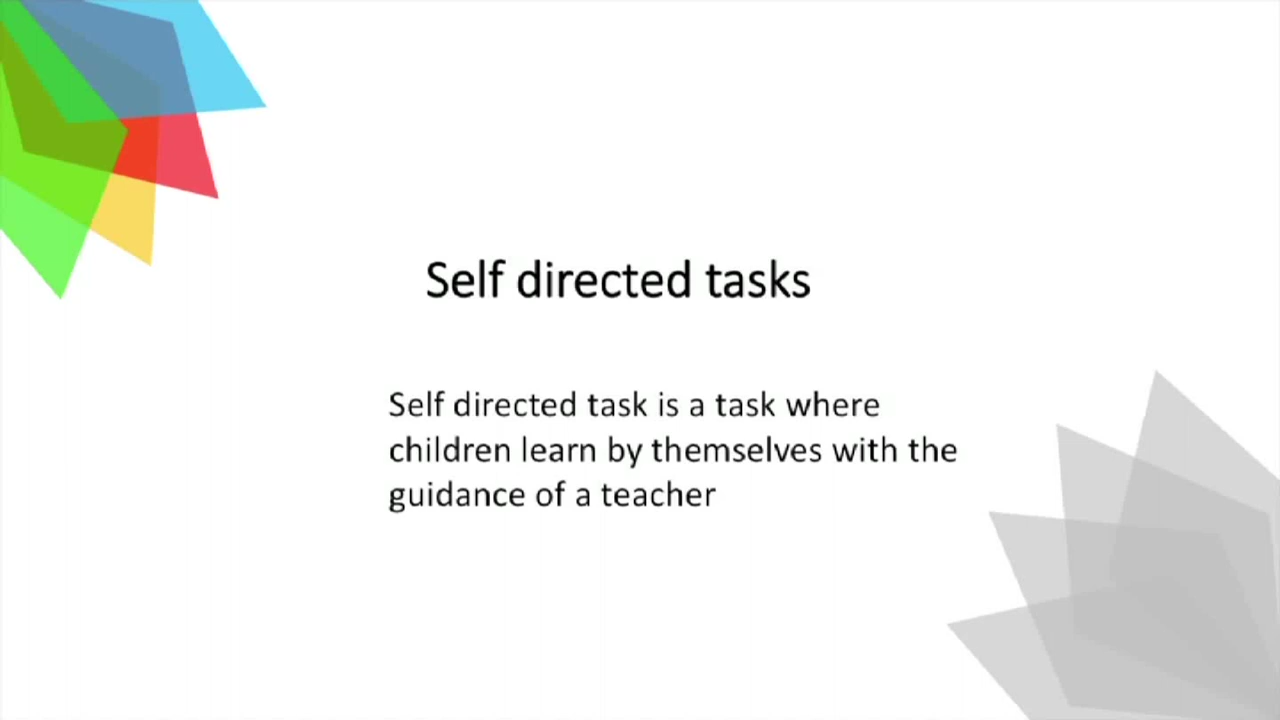 Self directed tasks
Self directed task is a task where
children learn by themselves with the
guidance of a teacher